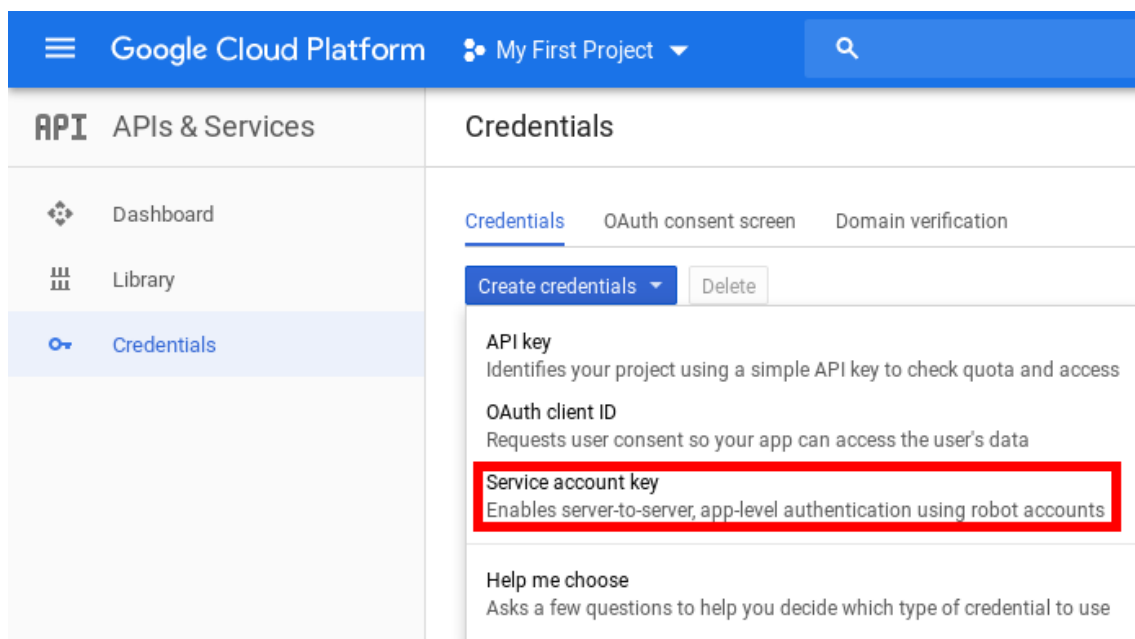 Google Cloud Platform My First Project
API APIs & Services
Credentials
Dashboard
Library
Credentials
Credentials OAuth consent screen Domain verification
Create credentials Delete
API key
Identifies your project using a simple API key to check quota and access
OAuth client ID
Requests user consent so your app can access the user's data
Service account key
Enables server-to-server, app-level authentication using robot accounts
Help me choose
Asks a few questions to help you decide which type of credential to use